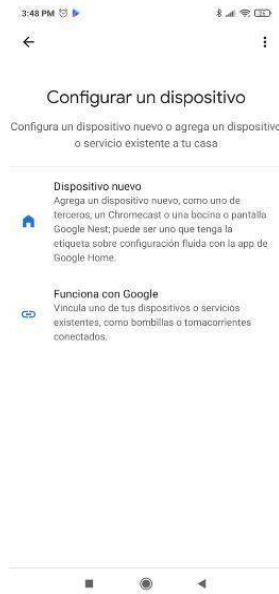 3:48 PM
Configurar un dispositivo
Configura un dispositivo nuevo o agrega un dispositivo
o servicio existente a tu casa
Dispositivo nuevo
Agrega un dispositivo nuevo, como uno de
terceros, un Chromecast o una bocina o pantalla
Google Nest; puede ser uno que tenga la
etiqueta sobre configuración fluida con la app de
Google Home.
Funciona con Google
Vincula uno de tus dispositivos o servicios
existentes, como bombillas o tomacorrientes
conectados.